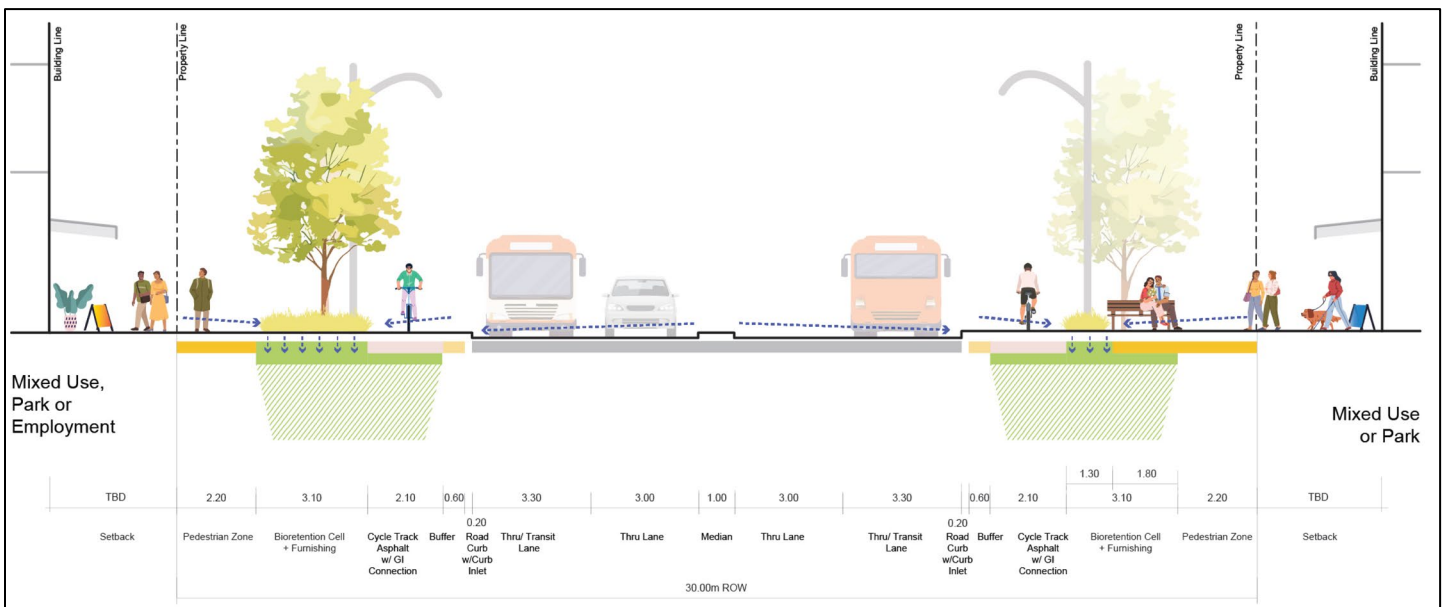 Building Line
Property Line
Property Line
Building Line
Mixed Use,
Park or
Employment
Mixed Use
or Park
1.30
1.80
TBD
2.20
3.10
2.10
0.60
3.30
3.00
1.00
3.00
3.30
0.60
2.10
3.10
2.20
TBD
Setback
Pedestrian Zone
Bioretention Cell
+ Furnishing
Cycle Track
Asphalt
w/ GI
Connection
Buffer
0.20
Road
Curb
w/Curb
Inlet
Thru/ Transit
Lane
Thru Lane
Median
Thru Lane
Thru/ Transit
Lane
0.20
Road
Curb
w/Curb
Inlet
Buffer
Cycle Track
Asphalt
w/ GI
Connection
Bioretention Cell
+ Furnishing
Pedestrian Zone
Setback
30.00m ROW